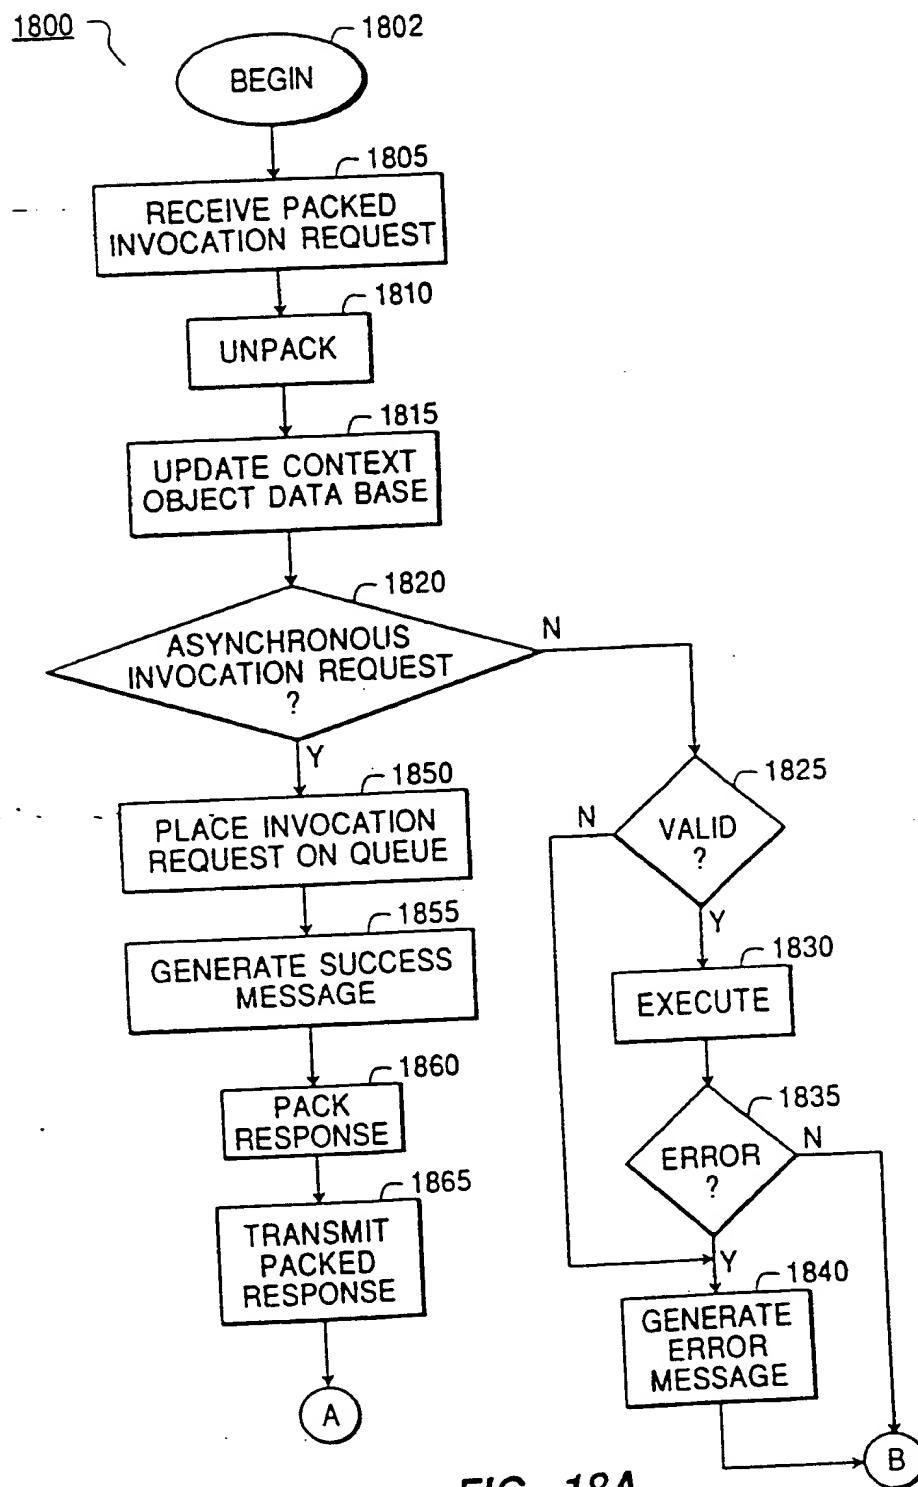 1800
1802
BEGIN
1805
RECEIVE PACKED
INVOCATION REQUEST
1810
UNPACK
1815
UPDATE CONTEXT
OBJECT DATA BASE
1820
ASYNCHRONOUS
INVOCATION REQUEST
?
N
Y
1850
PLACE INVOCATION
REQUEST ON QUEUE
1855
GENERATE SUCCESS
MESSAGE
1860
PACK
RESPONSE
1865
TRANSMIT
PACKED
RESPONSE
A
1825
VALID
?
N
Y
1830
EXECUTE
1835
ERROR
?
N
Y
1840
GENERATE
ERROR
MESSAGE
B
FIG. 18A